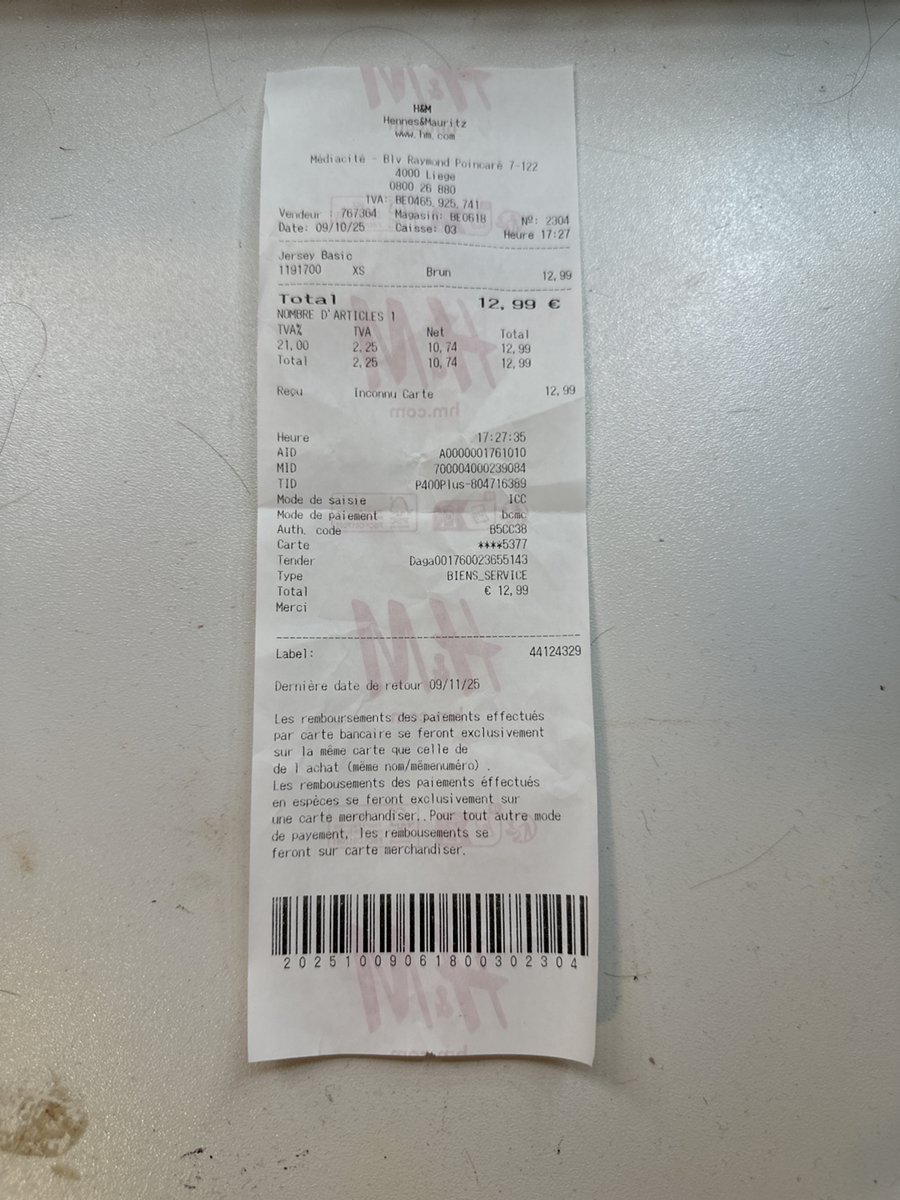 H&M
Hennes&Mauritz
www.hm.com
Médiacité - Blv Raymond Poincaré 7-122
4000 Liege
0800 26 880
TVA: BE0465.925.741
Vendeur : 767364 Magasin: BE0618 Nº: 2304
Date: 09/10/25 Caisse: 03 Heure 17:27
Jersey Basic
1191700 XS Brun 12,99
Total 12,99 €
NOMBRE D'ARTICLES 1
TVA% TVA Net Total
21,00 2,25 10,74 12,99
Total 2,25 10,74 12,99
Reçu Inconnu Carte 12,99
hm.com
Heure 17:27:35
AID A0000001761010
MID 700004000239084
TID P400Plus-804716389
Mode de saisie ICC
Mode de paiement bcmc
Auth. code B5CC38
Carte ****5377
Tender Daga001760023655143
Type BIENS_SERVICE
Total € 12,99
Merci
Label: 44124329
Dernière date de retour 09/11/25
Les remboursements des paiements effectués
par carte bancaire se feront exclusivement
sur la même carte que celle de
de l achat (même nom/mêmenuméro) .
Les rembousements des paiements éffectués
en espèces se feront exclusivement sur
une carte merchandiser..Pour tout autre mode
de payement, les rembousements se
feront sur carte merchandiser.
20251009061800302304